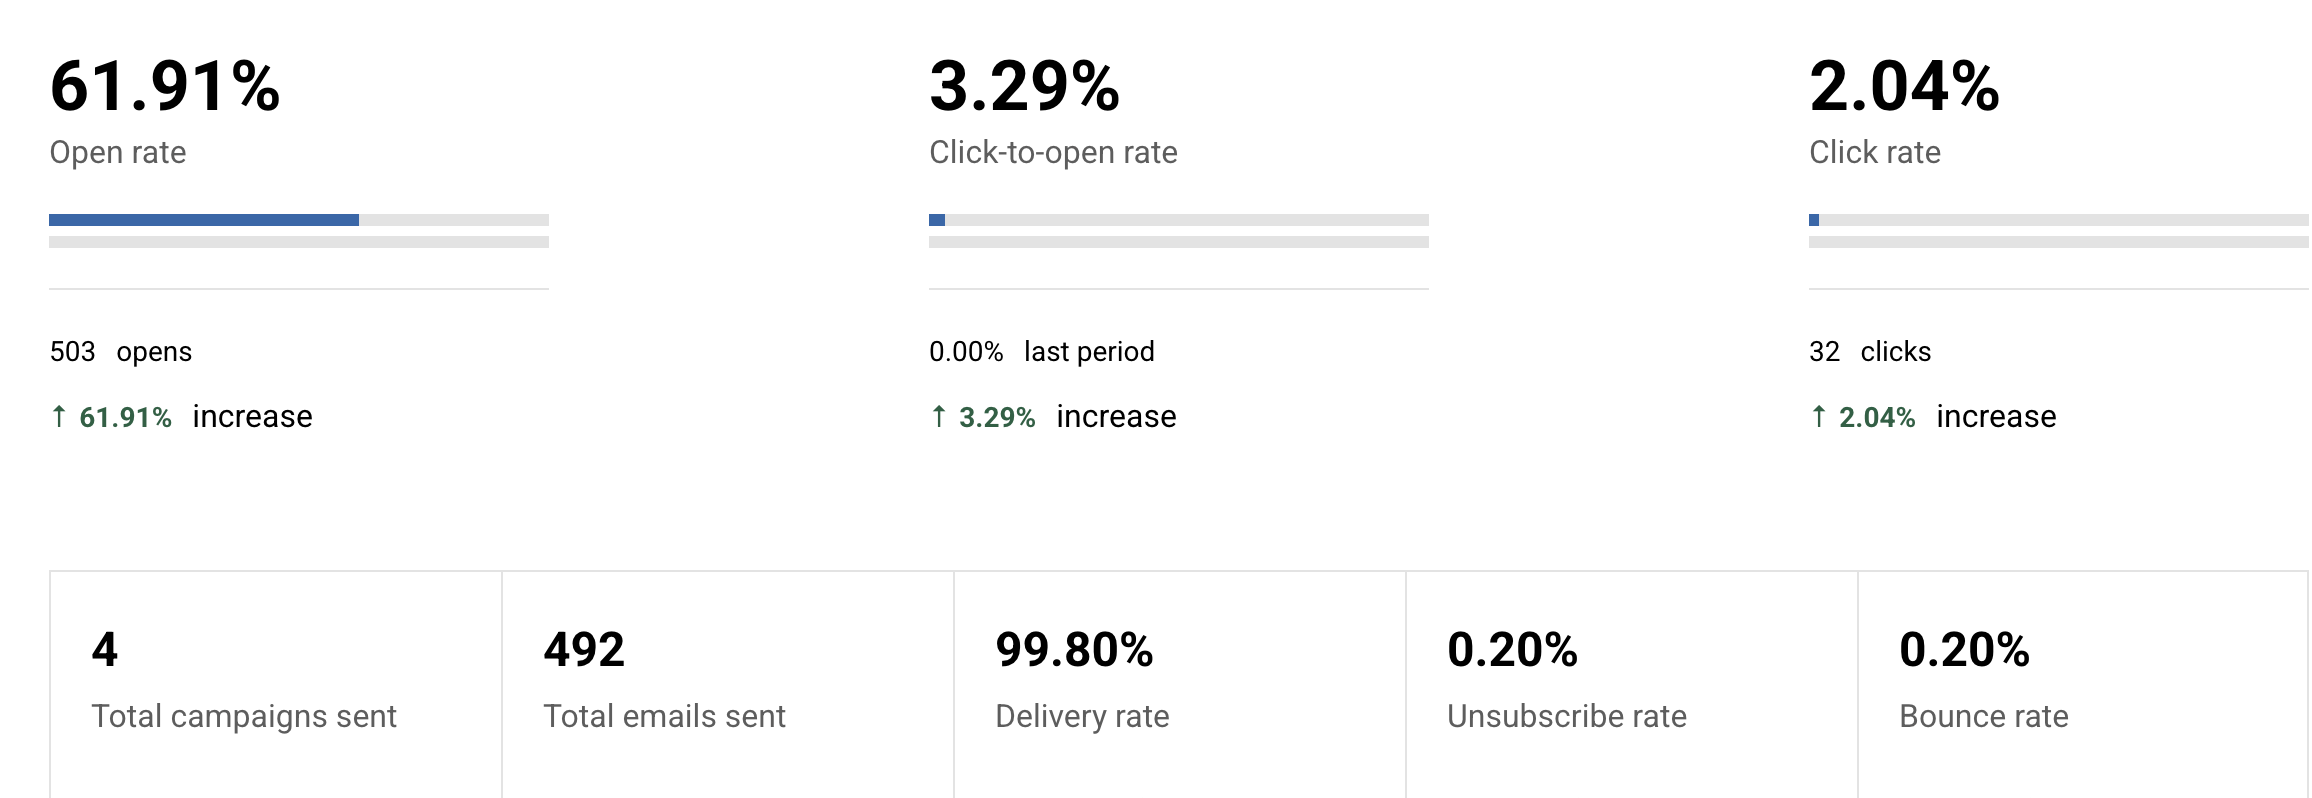 61.91%
Open rate
503 opens
↑ 61.91% increase
3.29%
Click-to-open rate
0.00% last period
↑ 3.29% increase
2.04%
Click rate
32 clicks
↑ 2.04% increase
4
Total campaigns sent
492
Total emails sent
99.80%
Delivery rate
0.20%
Unsubscribe rate
0.20%
Bounce rate